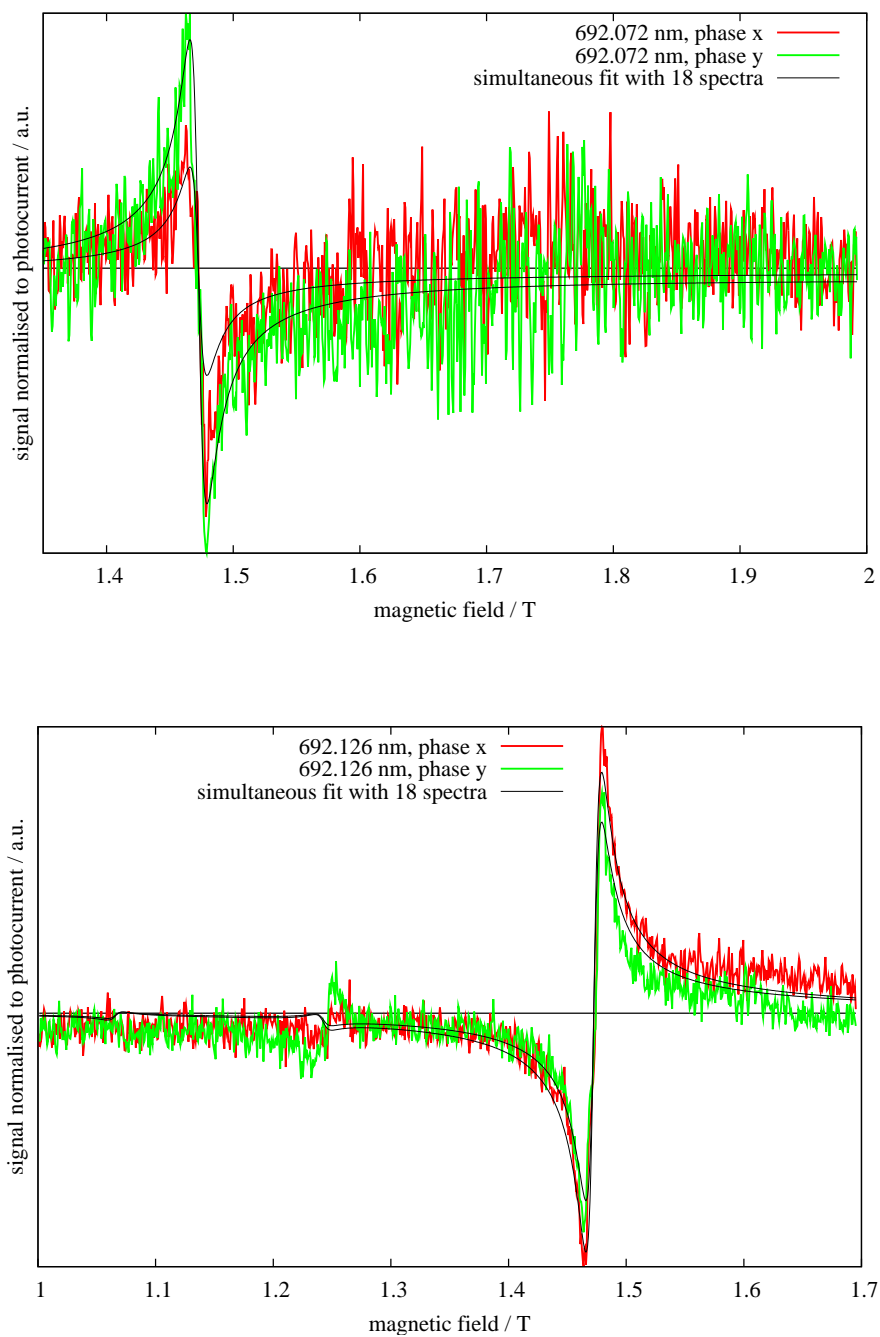 692.072 nm, phase x
692.072 nm, phase y
simultaneous fit with 18 spectra
signal normalised to photocurrent / a.u.
1.4 1.5 1.6 1.7 1.8 1.9 2
magnetic field / T
692.126 nm, phase x
692.126 nm, phase y
simultaneous fit with 18 spectra
signal normalised to photocurrent / a.u.
1 1.1 1.2 1.3 1.4 1.5 1.6 1.7
magnetic field / T